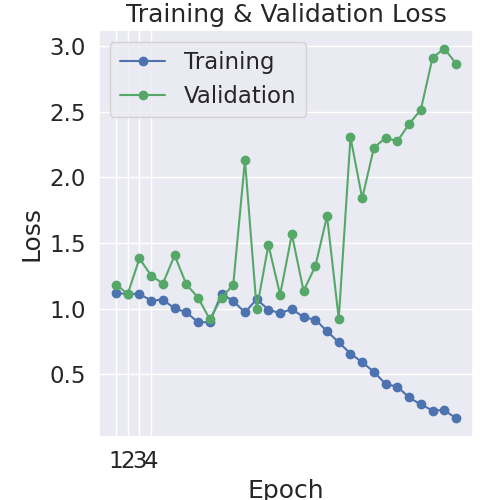 Training & Validation Loss
Training
Validation
3.0
2.5
2.0
1.5
1.0
0.5
Loss
1234
Epoch